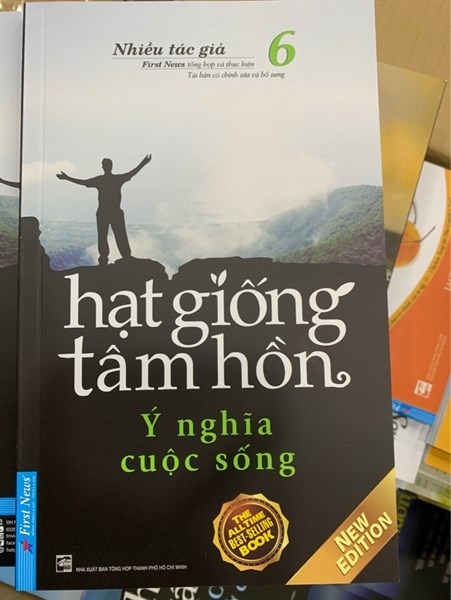 Nhiều tác giả
First News tổng hợp và thực hiện
Tái bản có chỉnh sửa và bổ sung
6
hạt giống
tâm hồn
Ý nghĩa
cuộc sống
THE ALL TIME
BEST-SELLING
BOOK
NEW
EDITION
First News
NHÀ XUẤT BẢN TỔNG HỢP THÀNH PHỐ HỒ CHÍ MINH